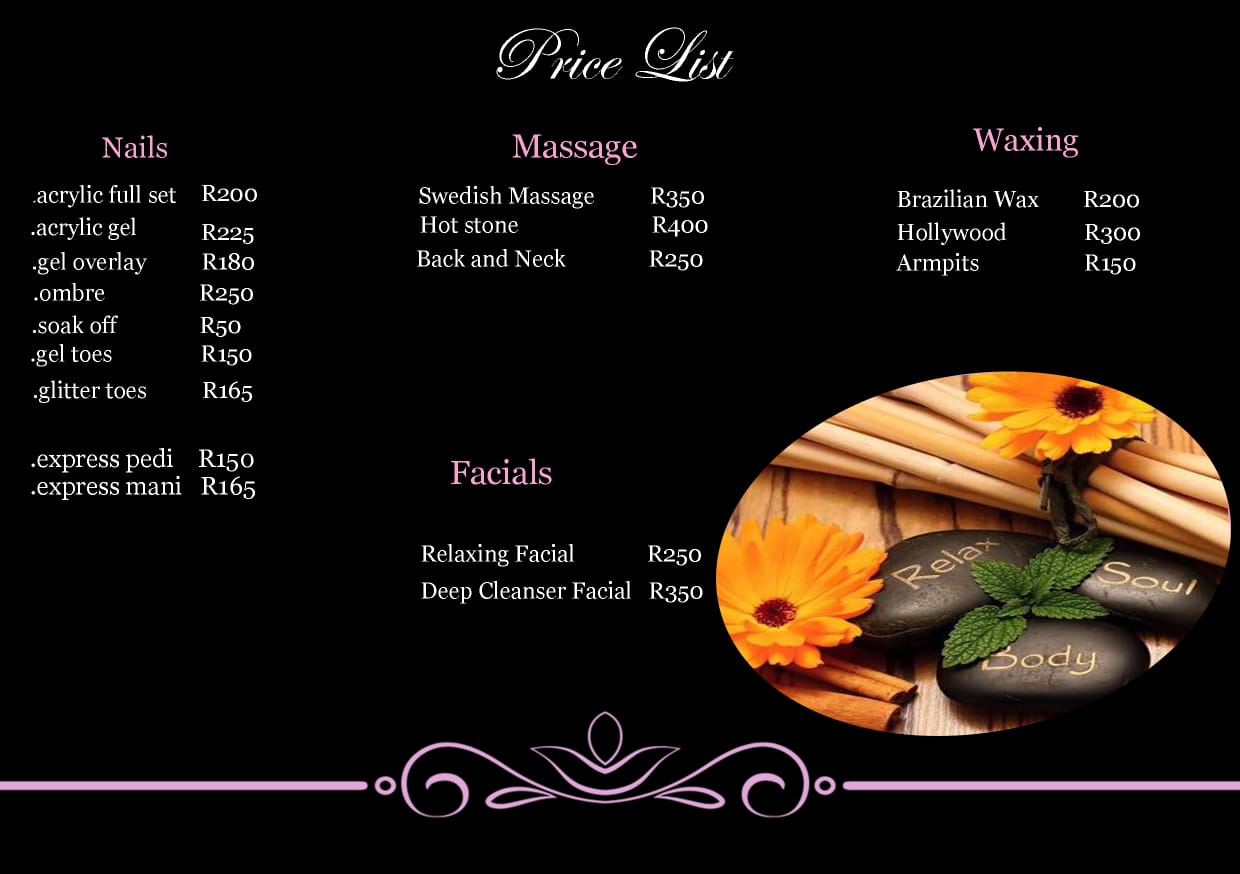 Price List
Nails
.acrylic full set R200
.acrylic gel R225
.gel overlay R180
.ombre R250
.soak off R50
.gel toes R150
.glitter toes R165
.express pedi R150
.express mani R165
Massage
Swedish Massage R350
Hot stone R400
Back and Neck R250
Facials
Relaxing Facial R250
Deep Cleanser Facial R350
Waxing
Brazilian Wax R200
Hollywood R300
Armpits R150
Relax
Soul
Body